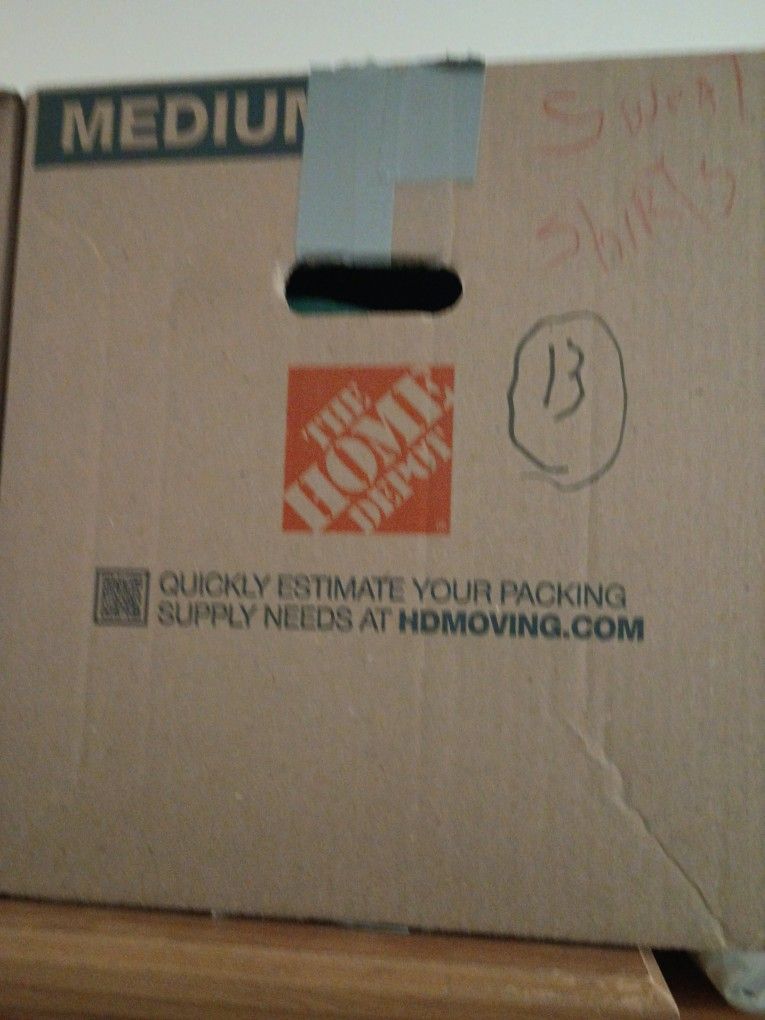 MEDIUM
Sweat
Shirts
13
THE
HOME
DEPOT
QUICKLY ESTIMATE YOUR PACKING
SUPPLY NEEDS AT HDMOVING.COM